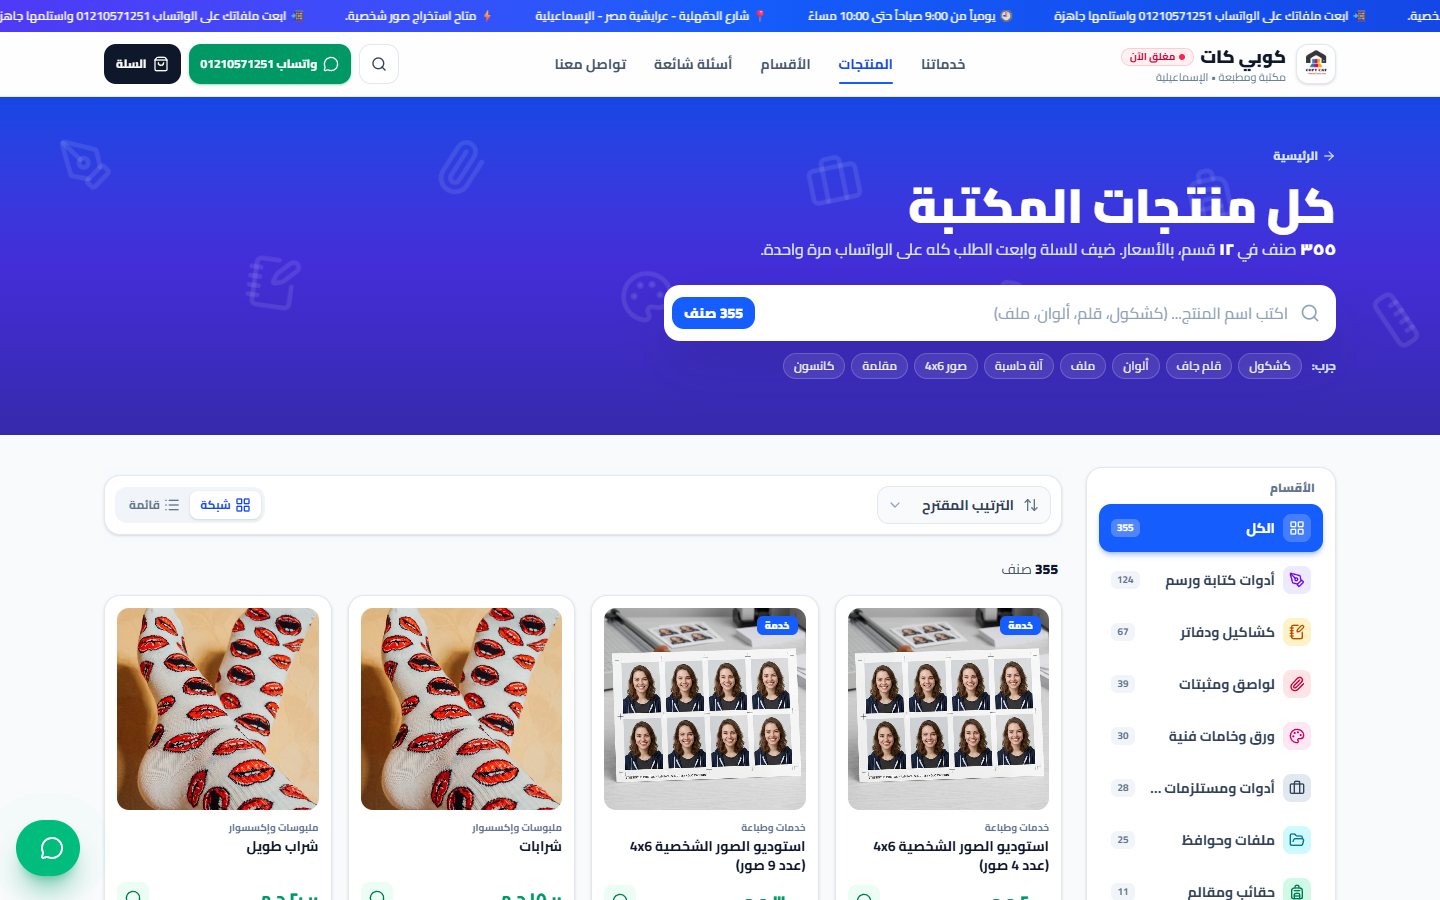 خصية.
📲 ابعت ملفاتك على الواتساب 01210571251 واستلمها جاهزة
🕘 يومياً من 9:00 صباحاً حتى 10:00 مساءً
📍 شارع الدقهلية - عرايشية مصر - الإسماعيلية
⚡ متاح استخراج صور شخصية.
📲 ابعت ملفاتك على الواتساب 01210571251 واستلمها جاهزة
كوبي كات
مغلق الآن
مكتبة ومطبعة • الإسماعيلية
خدماتنا
المنتجات
الأقسام
أسئلة شائعة
تواصل معنا
واتساب 01210571251
السلة
الرئيسية
كل منتجات المكتبة
٣٥٥ صنف في ١٢ قسم، بالأسعار. ضيف للسلة وابعت الطلب كله على الواتساب مرة واحدة.
اكتب اسم المنتج... (كشكول، قلم، ألوان، ملف)
355 صنف
جرب:
كشكول
قلم جاف
ألوان
ملف
آلة حاسبة
صور 4x6
مقلمة
كانسون
الأقسام
الكل 355
أدوات كتابة ورسم 124
كشاكيل ودفاتر 67
لواصق ومثبتات 39
ورق وخامات فنية 30
أدوات ومستلزمات ... 28
ملفات وحوافظ 25
حقائب ومقالم 11
الترتيب المقترح
شبكة
قائمة
355 صنف
خدمة
خدمات وطباعة
استوديو الصور الشخصية 4x6
(عدد 4 صور)
خدمة
خدمات وطباعة
استوديو الصور الشخصية 4x6
(عدد 9 صور)
ملبوسات وإكسسوار
شرابات
ملبوسات وإكسسوار
شراب طويل